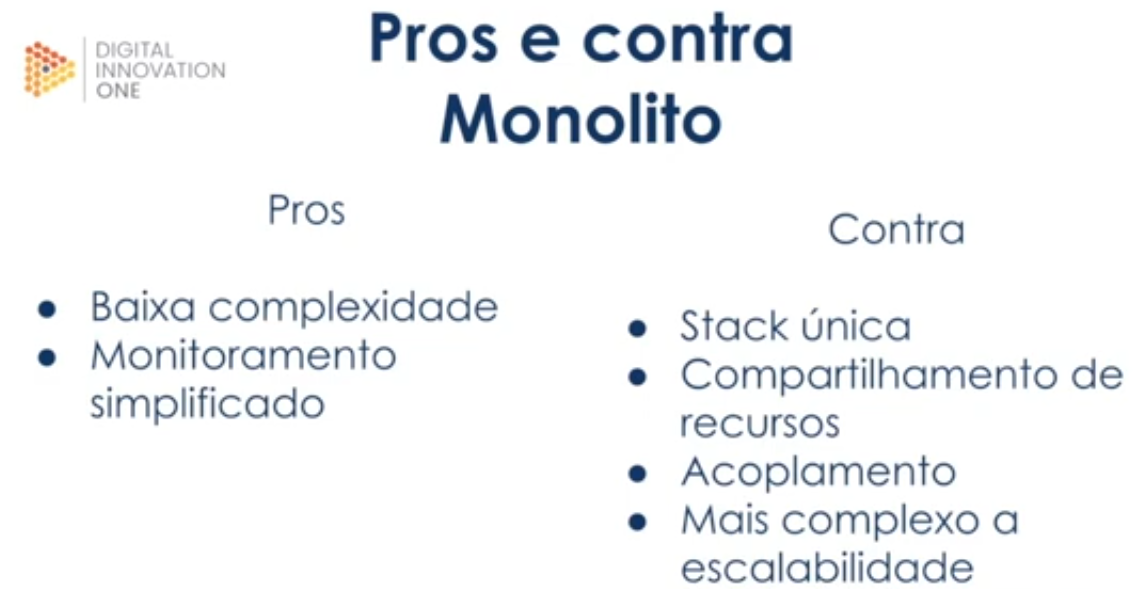 DIGITAL
INNOVATION
ONE
Pros e contra
Monolito
Pros
● Baixa complexidade
● Monitoramento
simplificado
Contra
● Stack única
● Compartilhamento de
recursos
● Acoplamento
● Mais complexo a
escalabilidade